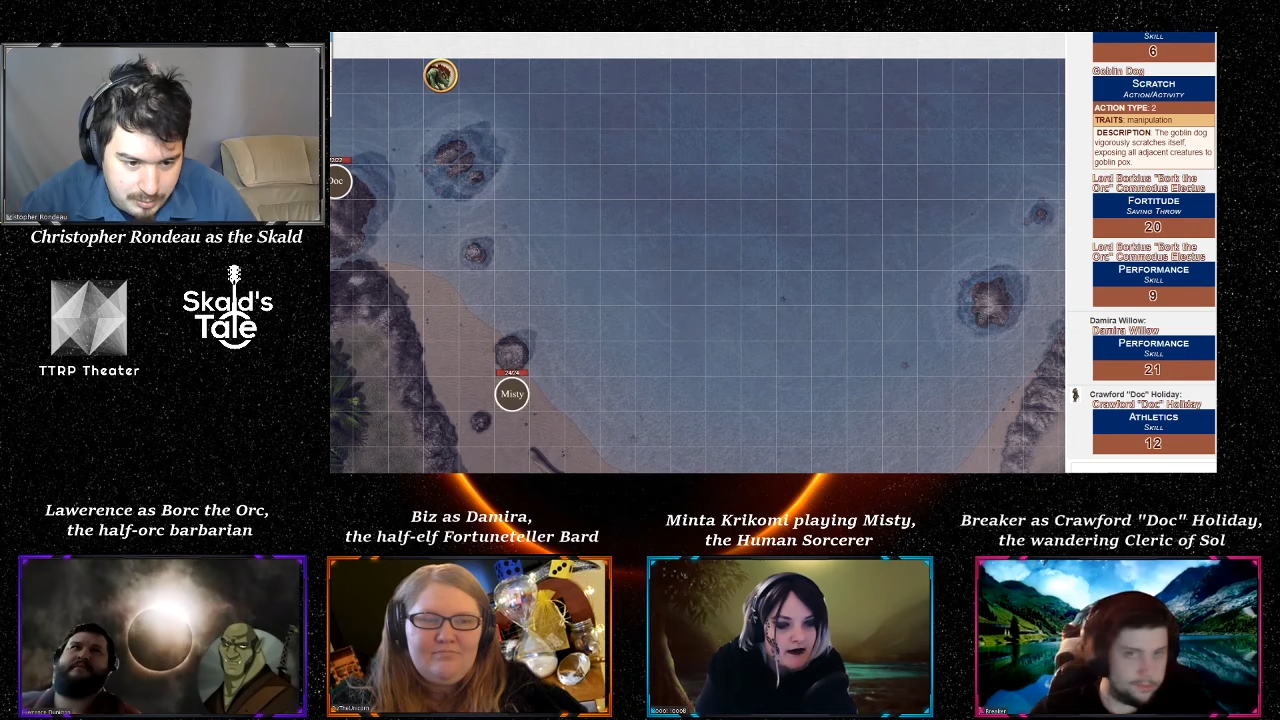 Christopher Rondeau as the Skald
Skald's
Tale
TTRP Theater
Doc
24/24
Misty
SKILL
6
Goblin Dog
SCRATCH
ACTION/ACTIVITY
ACTION TYPE: 2
TRAITS: manipulation
DESCRIPTION: The goblin dog
vigorously scratches itself,
exposing all adjacent creatures to
goblin pox.
Lord Borkius "Bork the
Orc" Commodus Electus
FORTITUDE
SAVING THROW
20
Lord Borkius "Bork the
Orc" Commodus Electus
PERFORMANCE
SKILL
9
Damira Willow:
Damira Willow
PERFORMANCE
SKILL
21
Crawford "Doc" Holiday:
Crawford "Doc" Holiday
ATHLETICS
SKILL
12
Lawerence as Borc the Orc,
the half-orc barbarian
Biz as Damira,
the half-elf Fortuneteller Bard
Minta Krikomi playing Misty,
the Human Sorcerer
Breaker as Crawford "Doc" Holiday,
the wandering Cleric of Sol
Breaker